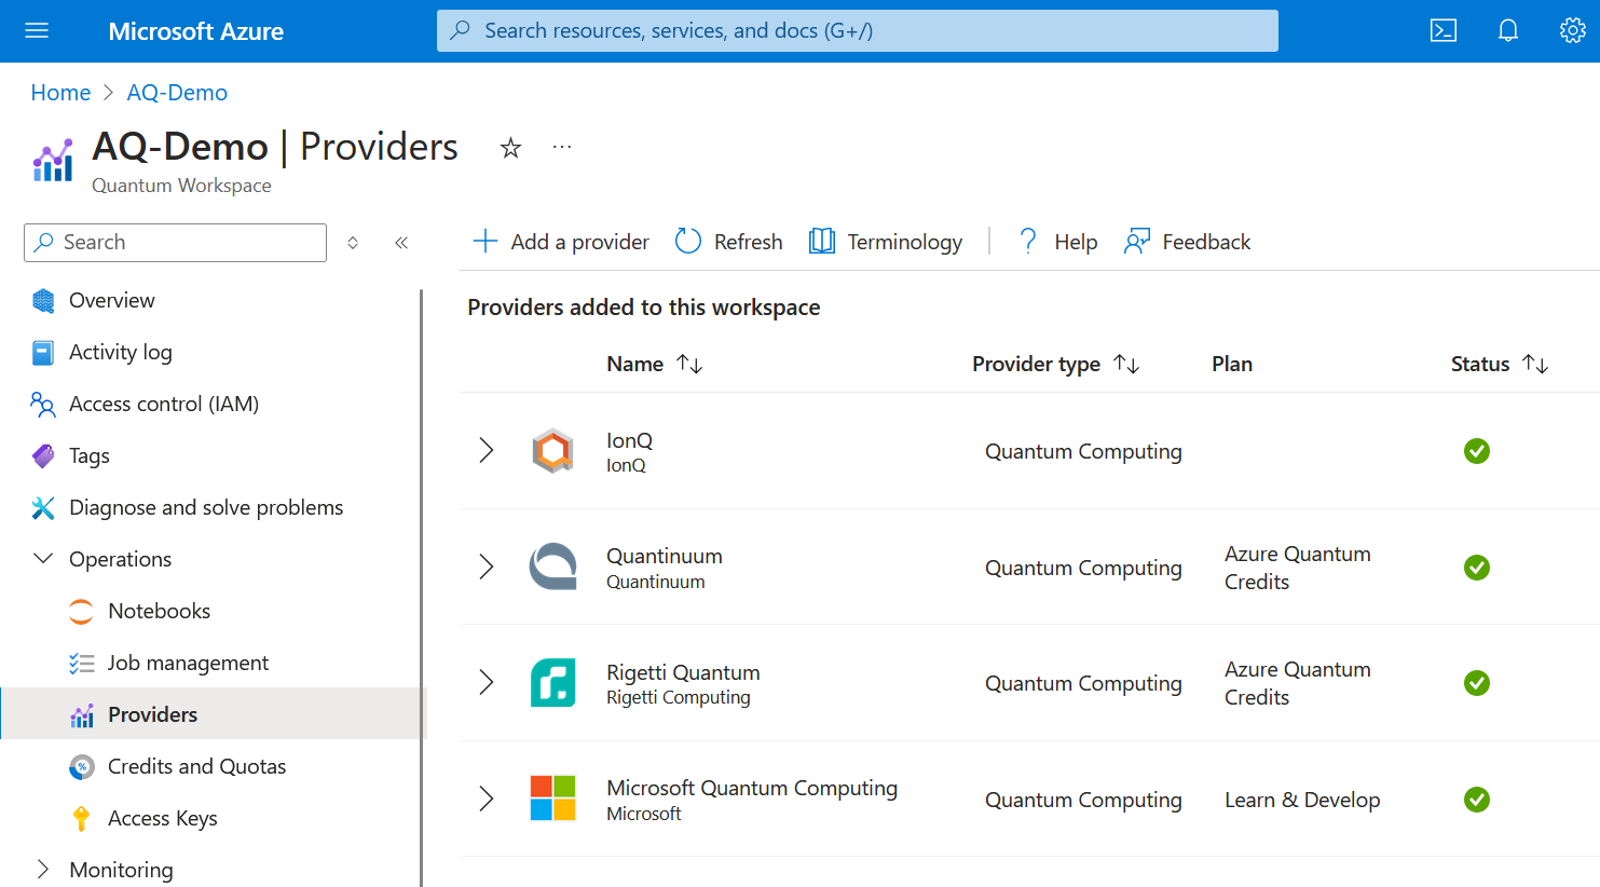 Microsoft Azure
Search resources, services, and docs (G+/)
Home > AQ-Demo
AQ-Demo | Providers
Quantum Workspace
Search
Add a provider
Refresh
Terminology
Help
Feedback
Overview
Activity log
Access control (IAM)
Tags
Diagnose and solve problems
Operations
Notebooks
Job management
Providers
Credits and Quotas
Access Keys
Monitoring
Providers added to this workspace
Name Provider type Plan Status
IonQ
IonQ
Quantum Computing
Quantinuum
Quantinuum
Quantum Computing
Azure Quantum
Credits
Rigetti Quantum
Rigetti Computing
Quantum Computing
Azure Quantum
Credits
Microsoft Quantum Computing
Microsoft
Quantum Computing
Learn & Develop